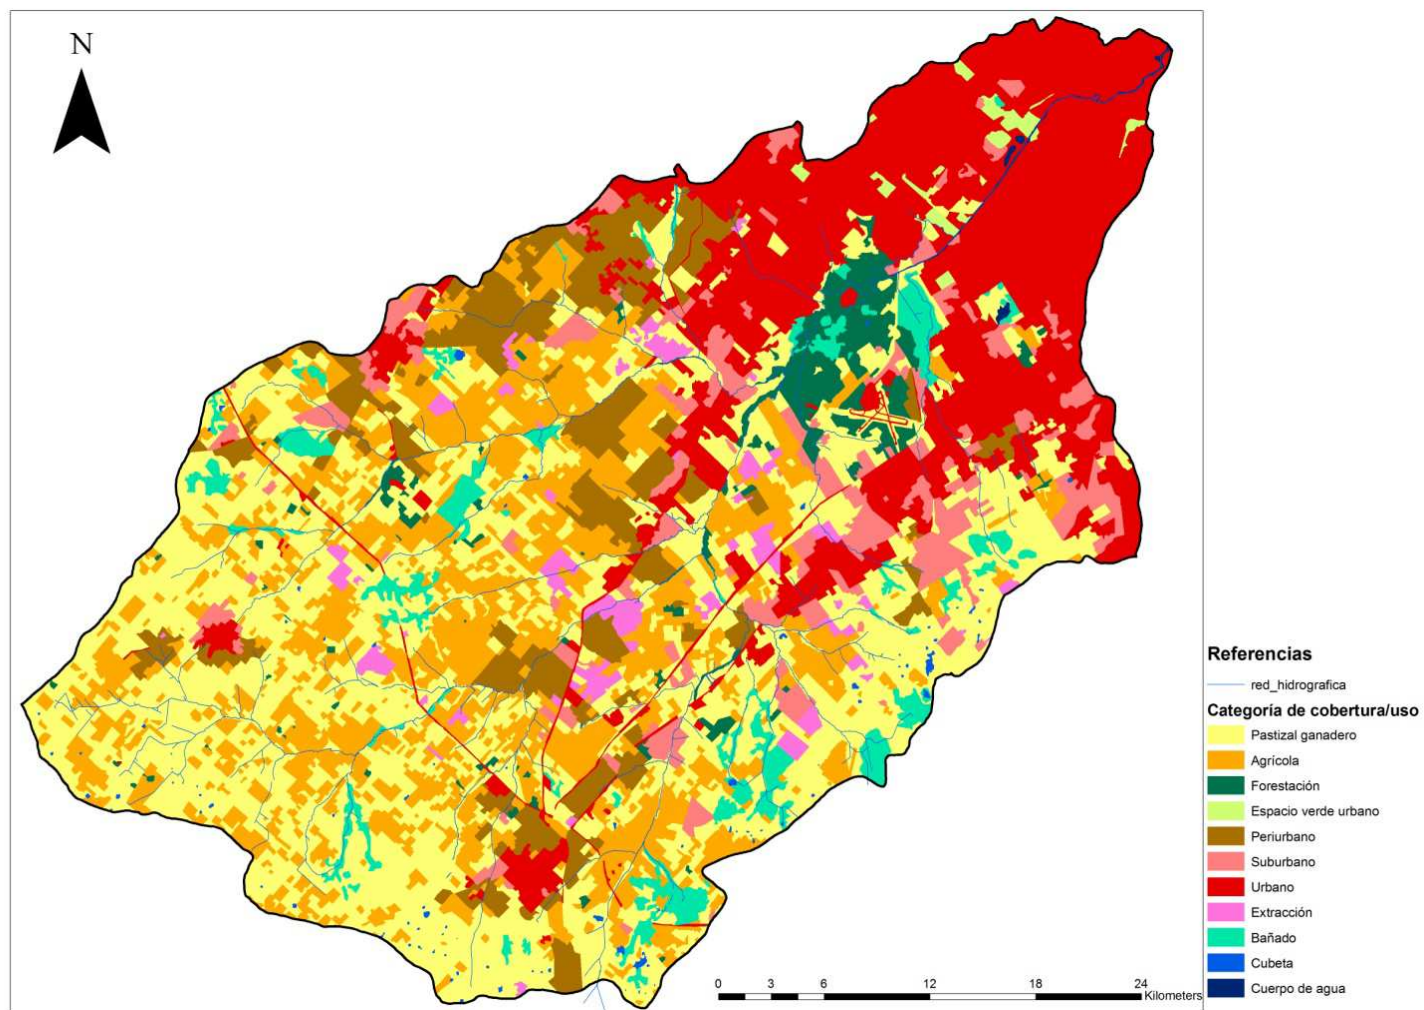 N
Referencias
red_hidrografica
Categoría de cobertura/uso
Pastizal ganadero
Agrícola
Forestación
Espacio verde urbano
Periurbano
Suburbano
Urbano
Extracción
Bañado
Cubeta
Cuerpo de agua
0 3 6 12 18 24
Kilometers